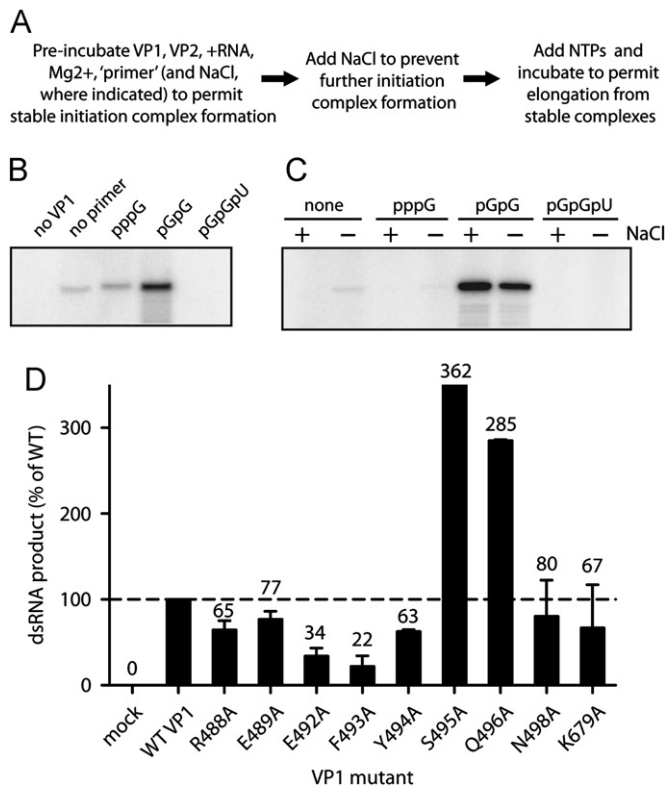 A
Pre-incubate VP1, VP2, +RNA,
Mg2+, 'primer' (and NaCl,
where indicated) to permit
stable initiation complex formation
Add NaCl to prevent
further initiation
complex formation
Add NTPs and
incubate to permit
elongation from
stable complexes
B
no VP1
no primer
pppG
pGpG
pGpGpU
C
none pppG pGpG pGpGpU
+ − + − + − + − NaCl
D
dsRNA product (% of WT)
300
200
100
0
0
65
77
34
22
63
362
285
80
67
mock
WT VP1
R488A
E489A
E492A
F493A
Y494A
S495A
Q496A
N498A
K679A
VP1 mutant